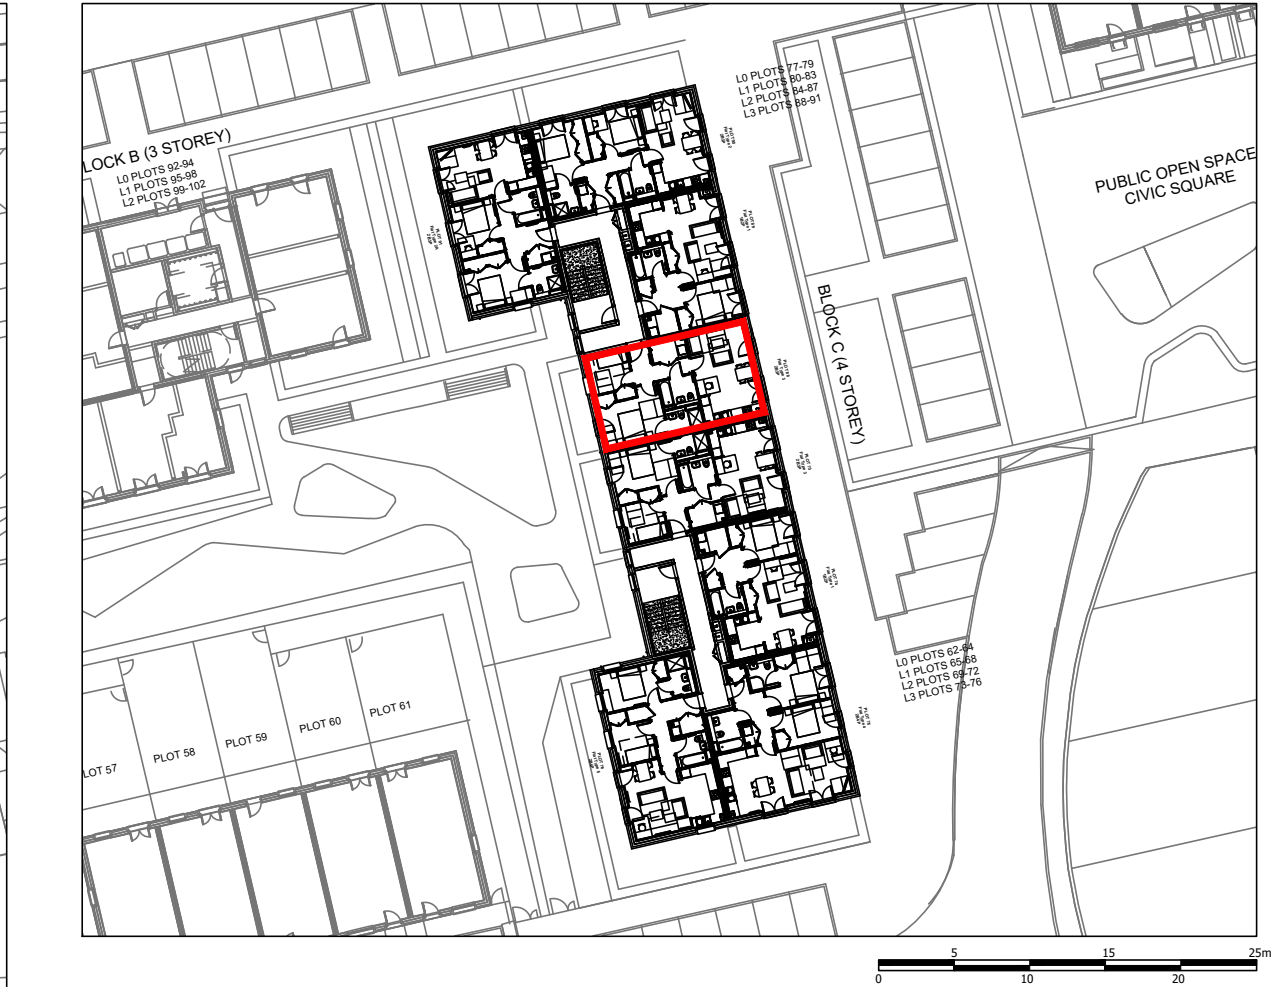 L0 PLOTS 77-79
L1 PLOTS 80-83
L2 PLOTS 84-87
L3 PLOTS 88-91
LOCK B (3 STOREY)
L0 PLOTS 92-94
L1 PLOTS 95-98
L2 PLOTS 99-102
PUBLIC OPEN SPACE
CIVIC SQUARE
BLOCK C (4 STOREY)
L0 PLOTS 62-64
L1 PLOTS 65-68
L2 PLOTS 69-72
L3 PLOTS 73-76
LOT 57
PLOT 58
PLOT 59
PLOT 60
PLOT 61
5
15
25m
0
10
20